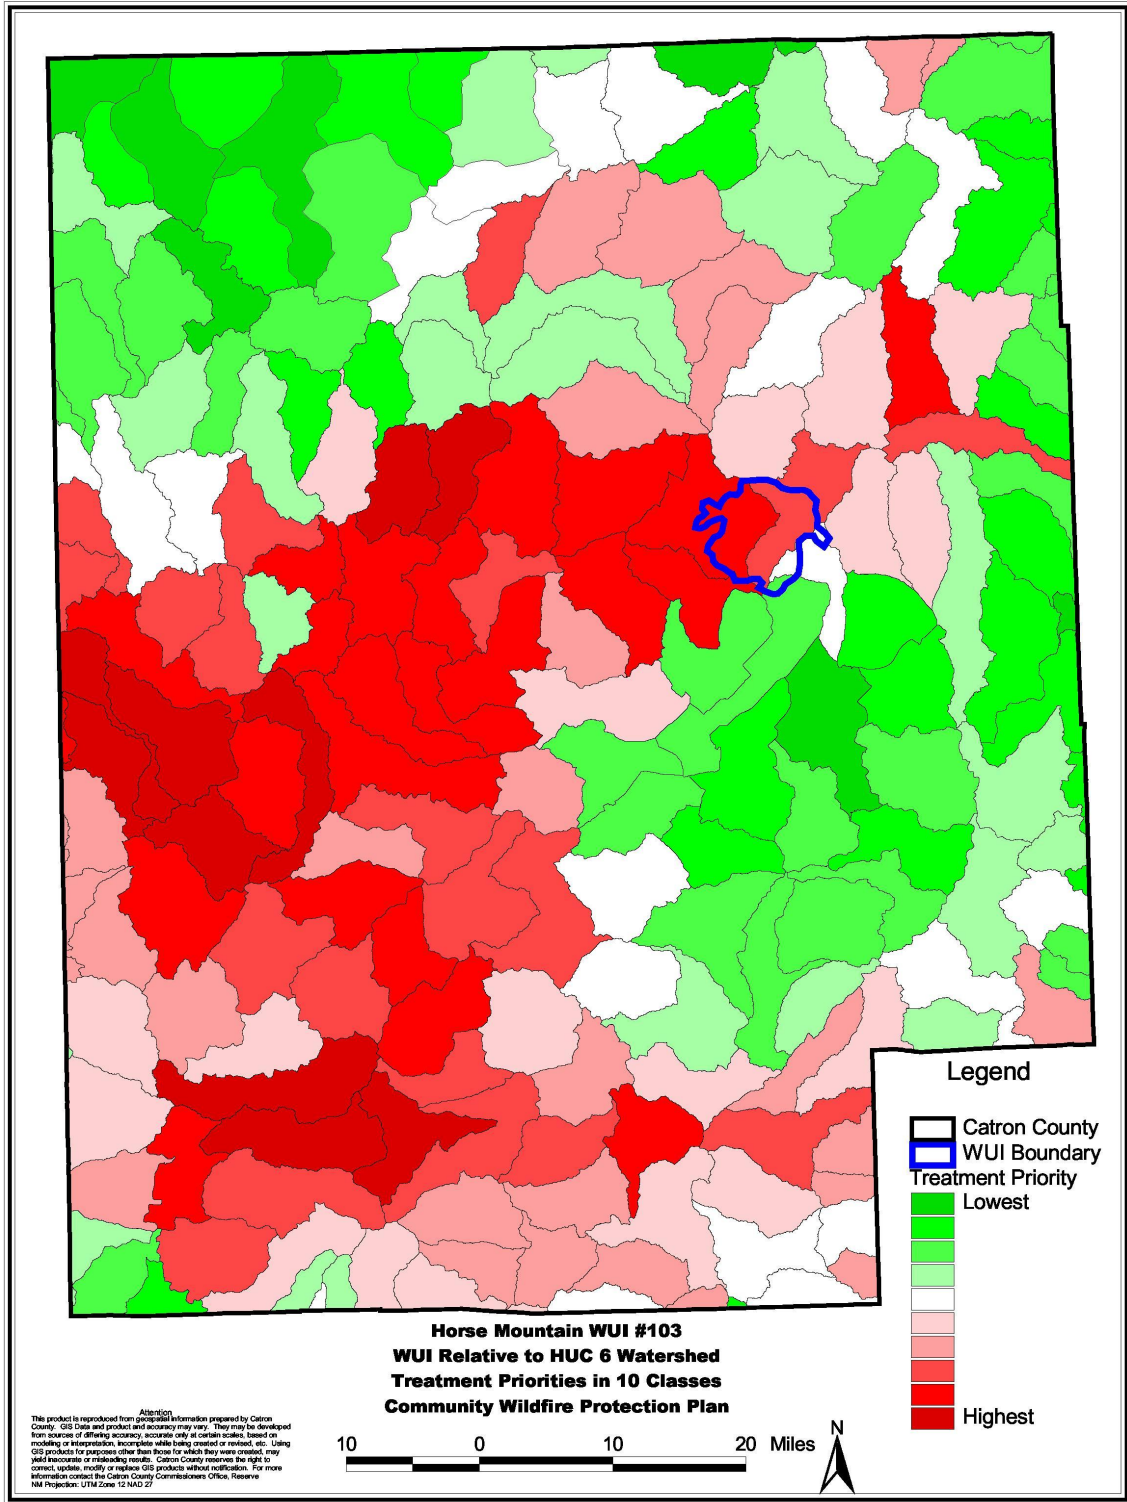 Legend
Catron County
WUI Boundary
Treatment Priority
Lowest
Highest
Horse Mountain WUI #103
WUI Relative to HUC 6 Watershed
Treatment Priorities in 10 Classes
Community Wildfire Protection Plan
Attention
This product is reproduced from geospatial information prepared by Catron
County. GIS Data and product and accuracy may vary. They may be developed
from sources of differing accuracy, accurate only at certain scales, based on
modeling or interpretation, incomplete while being created or revised, etc. Using
GIS products for purposes other than those for which they were created, may
yield inaccurate or misleading results. Catron County reserves the right to
correct, update, modify or replace GIS products without notification. For more
information contact the Catron County Commissioners Office, Reserve
NM Projection: UTM Zone 12 NAD 27
10 0 10 20 Miles
N